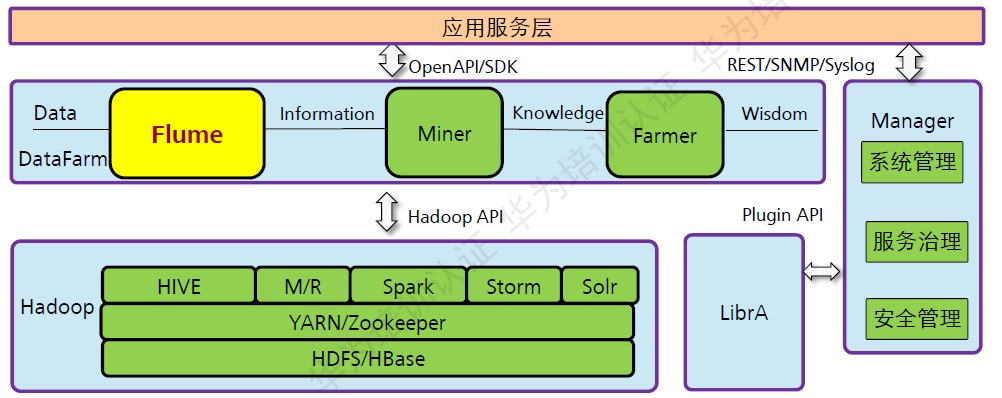 应用服务层
OpenAPI/SDK
REST/SNMP/Syslog
Data
DataFarm
Flume
Information
Miner
Knowledge
Farmer
Wisdom
Manager
系统管理
服务治理
安全管理
Hadoop API
Plugin API
Hadoop
HIVE
M/R
Spark
Storm
Solr
YARN/Zookeeper
HDFS/HBase
LibrA
华为培训认证 华为培训认证 华为培训认证